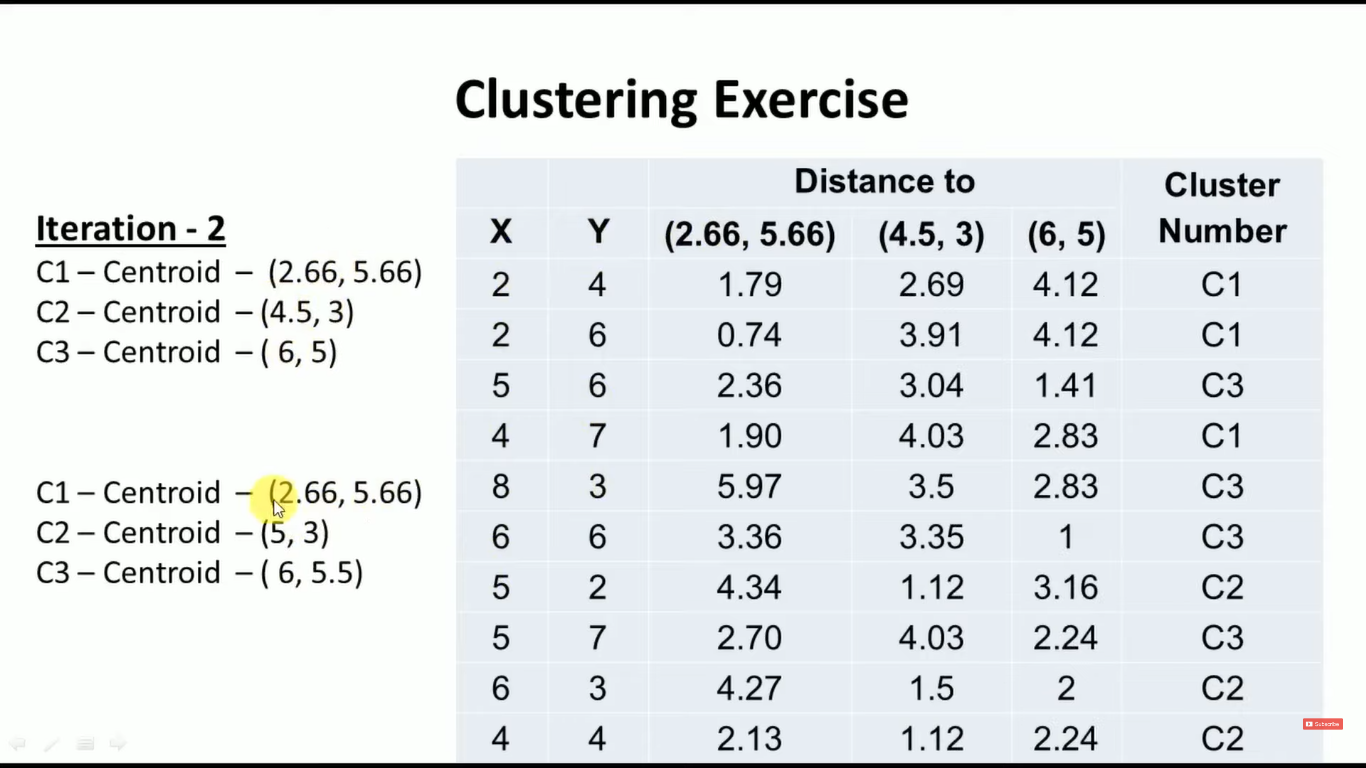 Clustering Exercise
Iteration - 2
C1 – Centroid – (2.66, 5.66)
C2 – Centroid – (4.5, 3)
C3 – Centroid – ( 6, 5)
C1 – Centroid – (2.66, 5.66)
C2 – Centroid – (5, 3)
C3 – Centroid – ( 6, 5.5)
Distance to Cluster Number
X Y (2.66, 5.66) (4.5, 3) (6, 5)
2 4 1.79 2.69 4.12 C1
2 6 0.74 3.91 4.12 C1
5 6 2.36 3.04 1.41 C3
4 7 1.90 4.03 2.83 C1
8 3 5.97 3.5 2.83 C3
6 6 3.36 3.35 1 C3
5 2 4.34 1.12 3.16 C2
5 7 2.70 4.03 2.24 C3
6 3 4.27 1.5 2 C2
4 4 2.13 1.12 2.24 C2
Subscribe